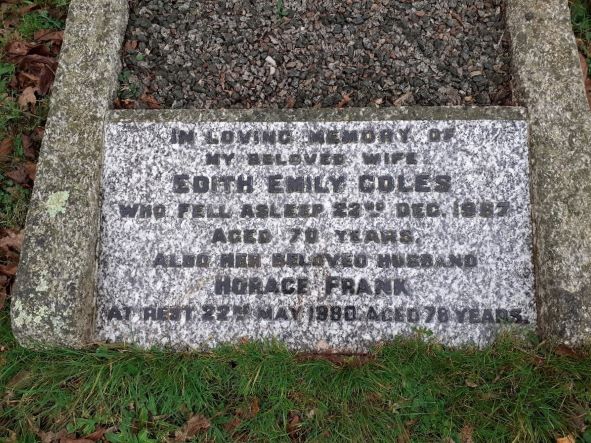 IN LOVING MEMORY OF
MY BELOVED WIFE
EDITH EMILY COLES
WHO FELL ASLEEP 22ND DEC. 1967
AGED 70 YEARS.
ALSO HER BELOVED HUSBAND
HORACE FRANK
AT REST 22ND MAY 1980 AGED 78 YEARS.